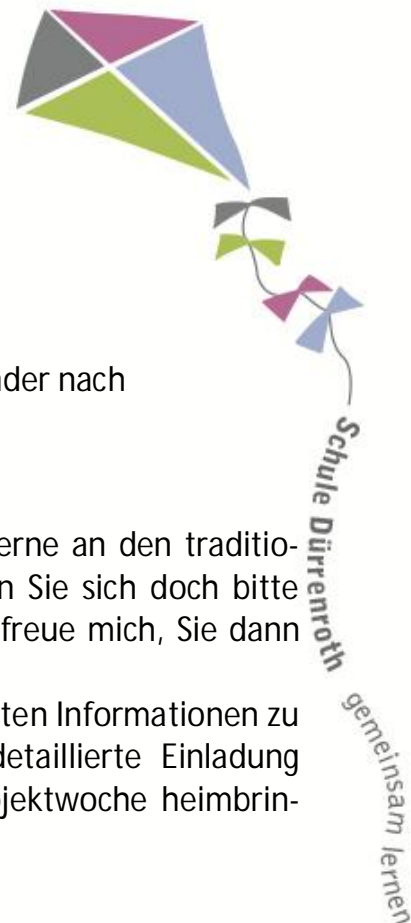 nder nach
erne an den traditio-
n Sie sich doch bitte
freue mich, Sie dann
ten Informationen zu
detaillierte Einladung
ojektwoche heimbrin-
Schule Dürrenroth gemeinsam lernen